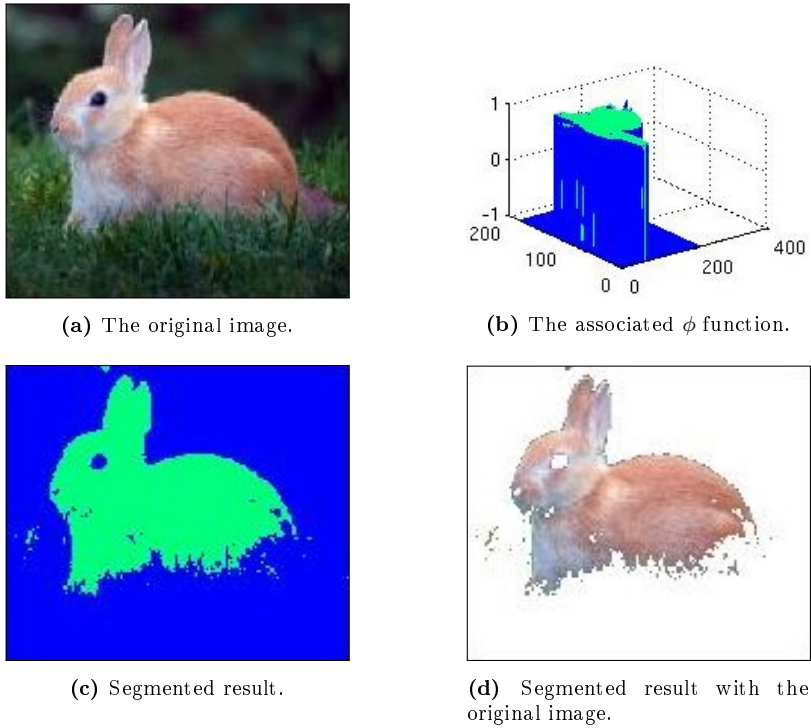 1
0
-1
200
100
0
0
200
400
(a) The original image.
(b) The associated ϕ function.
(c) Segmented result.
(d) Segmented result with the
original image.